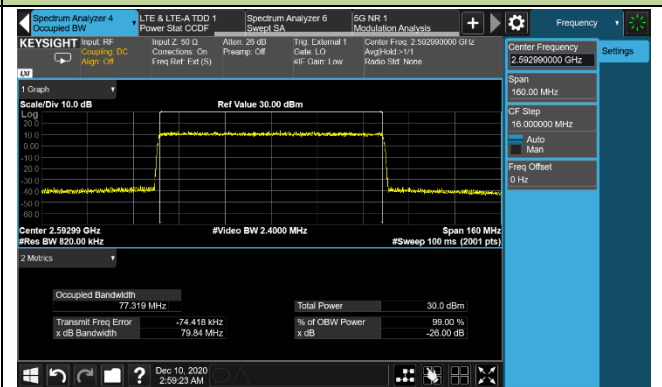 Spectrum Analyzer 4
Occupied BW
LTE & LTE-A TDD 1
Power Stat CCDF
Spectrum Analyzer 6
Swept SA
5G NR 1
Modulation Analysis
+
Frequency
KEYSIGHT
Input: RF
Coupling: DC
Align: Off
Input Z: 50 Ω
Corrections: On
Freq Ref: Ext (S)
Atten: 26 dB
Preamp: Off
Trig: External 1
Gate: LO
#IF Gain: Low
Center Freq: 2.592990000 GHz
Avg|Hold:>1/1
Radio Std: None
LXI
Center Frequency
2.592990000 GHz
Settings
Span
160.00 MHz
CF Step
16.000000 MHz
Auto
Man
Freq Offset
0 Hz
1 Graph
Scale/Div 10.0 dB
Ref Value 30.00 dBm
Log
20.0
10.0
0.00
-10.0
-20.0
-30.0
-40.0
-50.0
-60.0
Center 2.59299 GHz
#Video BW 2.4000 MHz
Span 160 MHz
#Res BW 820.00 kHz
#Sweep 100 ms (2001 pts)
2 Metrics
Occupied Bandwidth
77.319 MHz
Total Power
30.0 dBm
Transmit Freq Error
-74.418 kHz
% of OBW Power
99.00 %
x dB Bandwidth
79.84 MHz
x dB
-26.00 dB
?
Dec 10, 2020
2:59:23 AM